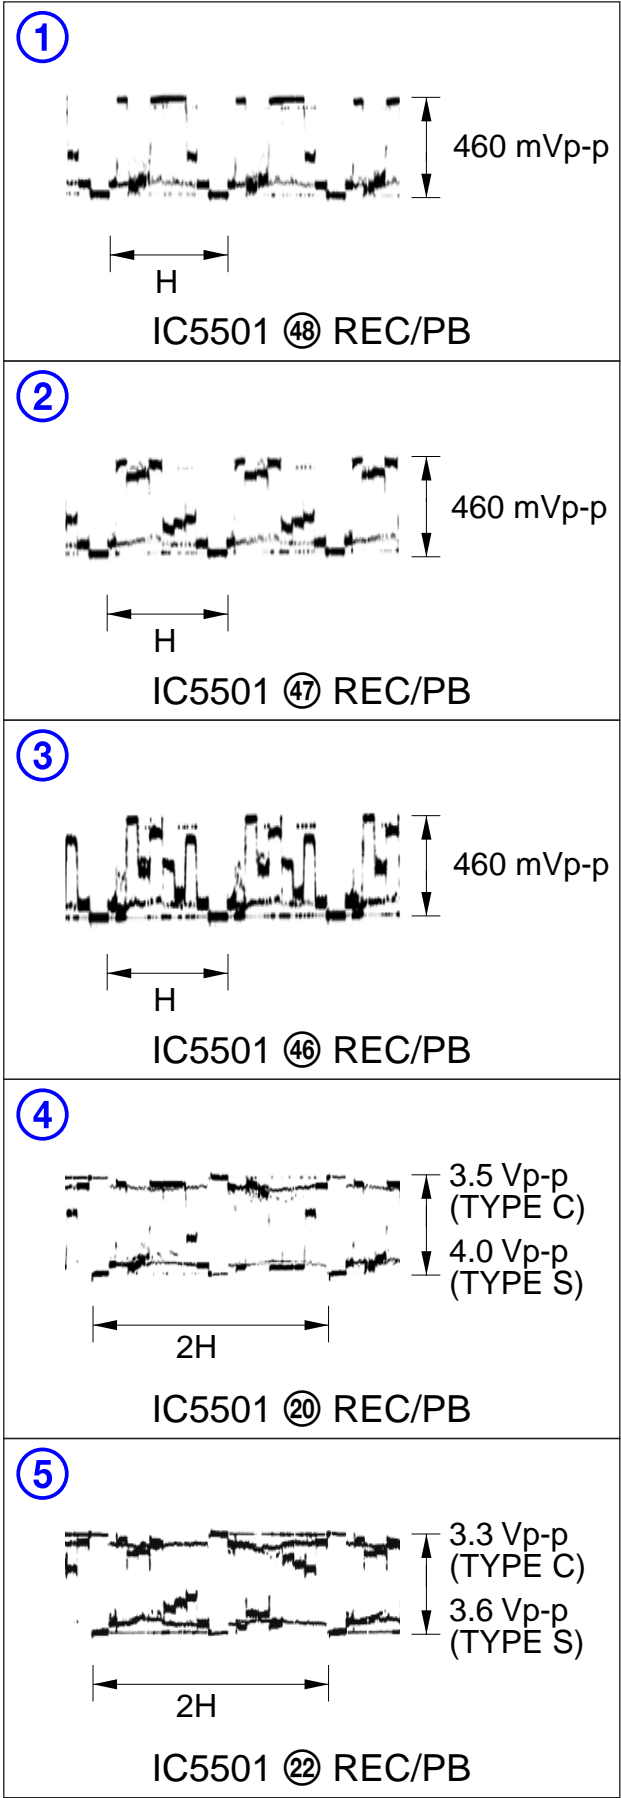 1
460 mVp-p
H
IC5501 ㊽ REC/PB
2
460 mVp-p
H
IC5501 ㊼ REC/PB
3
460 mVp-p
H
IC5501 ㊻ REC/PB
4
3.5 Vp-p
(TYPE C)
4.0 Vp-p
(TYPE S)
2H
IC5501 ⑳ REC/PB
5
3.3 Vp-p
(TYPE C)
3.6 Vp-p
(TYPE S)
2H
IC5501 ㉒ REC/PB